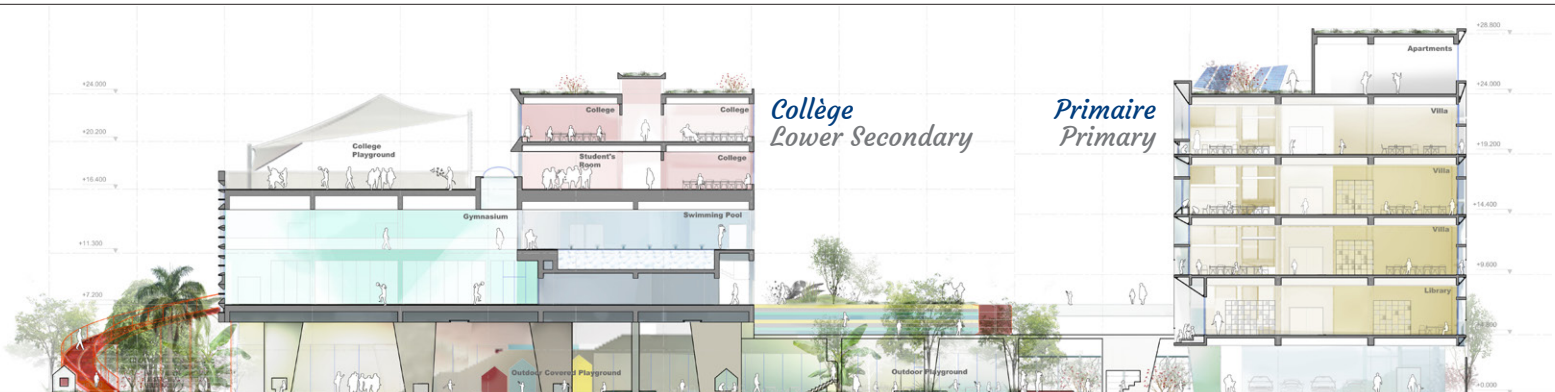 +28.800
Apartments
+24.000
+24.000
College
College
Collège
Lower Secondary
Primaire
Primary
Villa
+20.200
College
Playground
Student's
Room
College
+19.200
Villa
+16.400
+14.400
Gymnasium
Swimming Pool
Villa
+11.300
+9.600
Library
+7.200
Outdoor Covered Playground
Outdoor Playground
+0.000